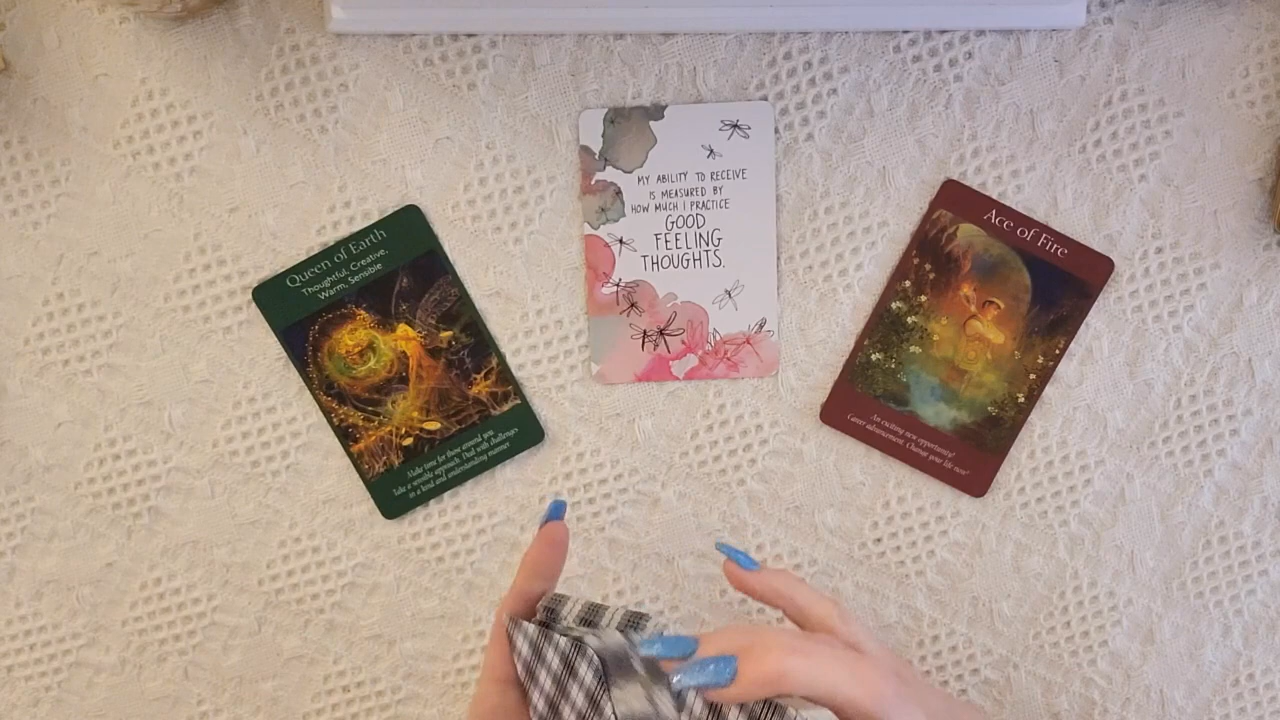 Queen of Earth
Thoughtful, Creative,
Warm, Sensible
Make time for those around you.
Take a sensible approach. Deal with challenges
in a kind and understanding manner
MY ABILITY TO RECEIVE
IS MEASURED BY
HOW MUCH I PRACTICE
GOOD
FEELING
THOUGHTS.
Ace of Fire
An exciting new opportunity!
Career advancement. Change your life now!